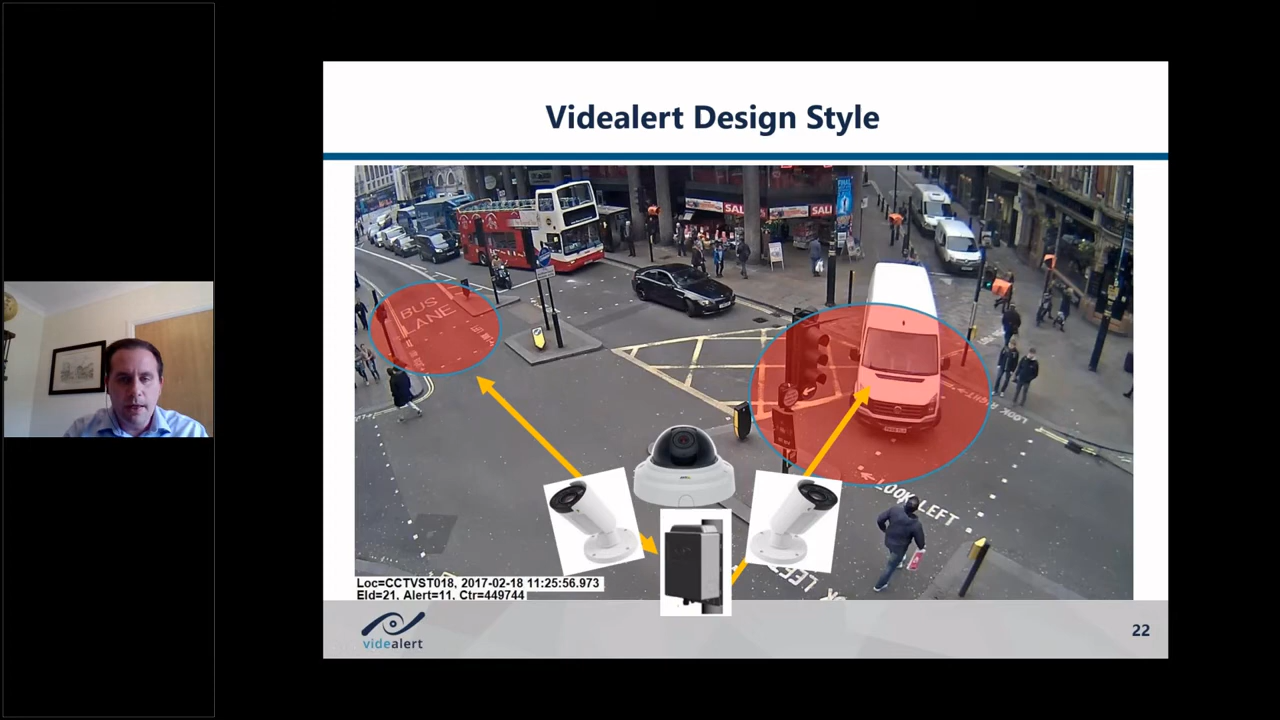 Videalert Design Style
BUS
LANE
SALE
SAL
LOOK RIGHT
LOOK LEFT
Loc=CCTVST018, 2017-02-18 11:25:56.973
EId=21, Alert=11, Ctr=449744
videalert
22